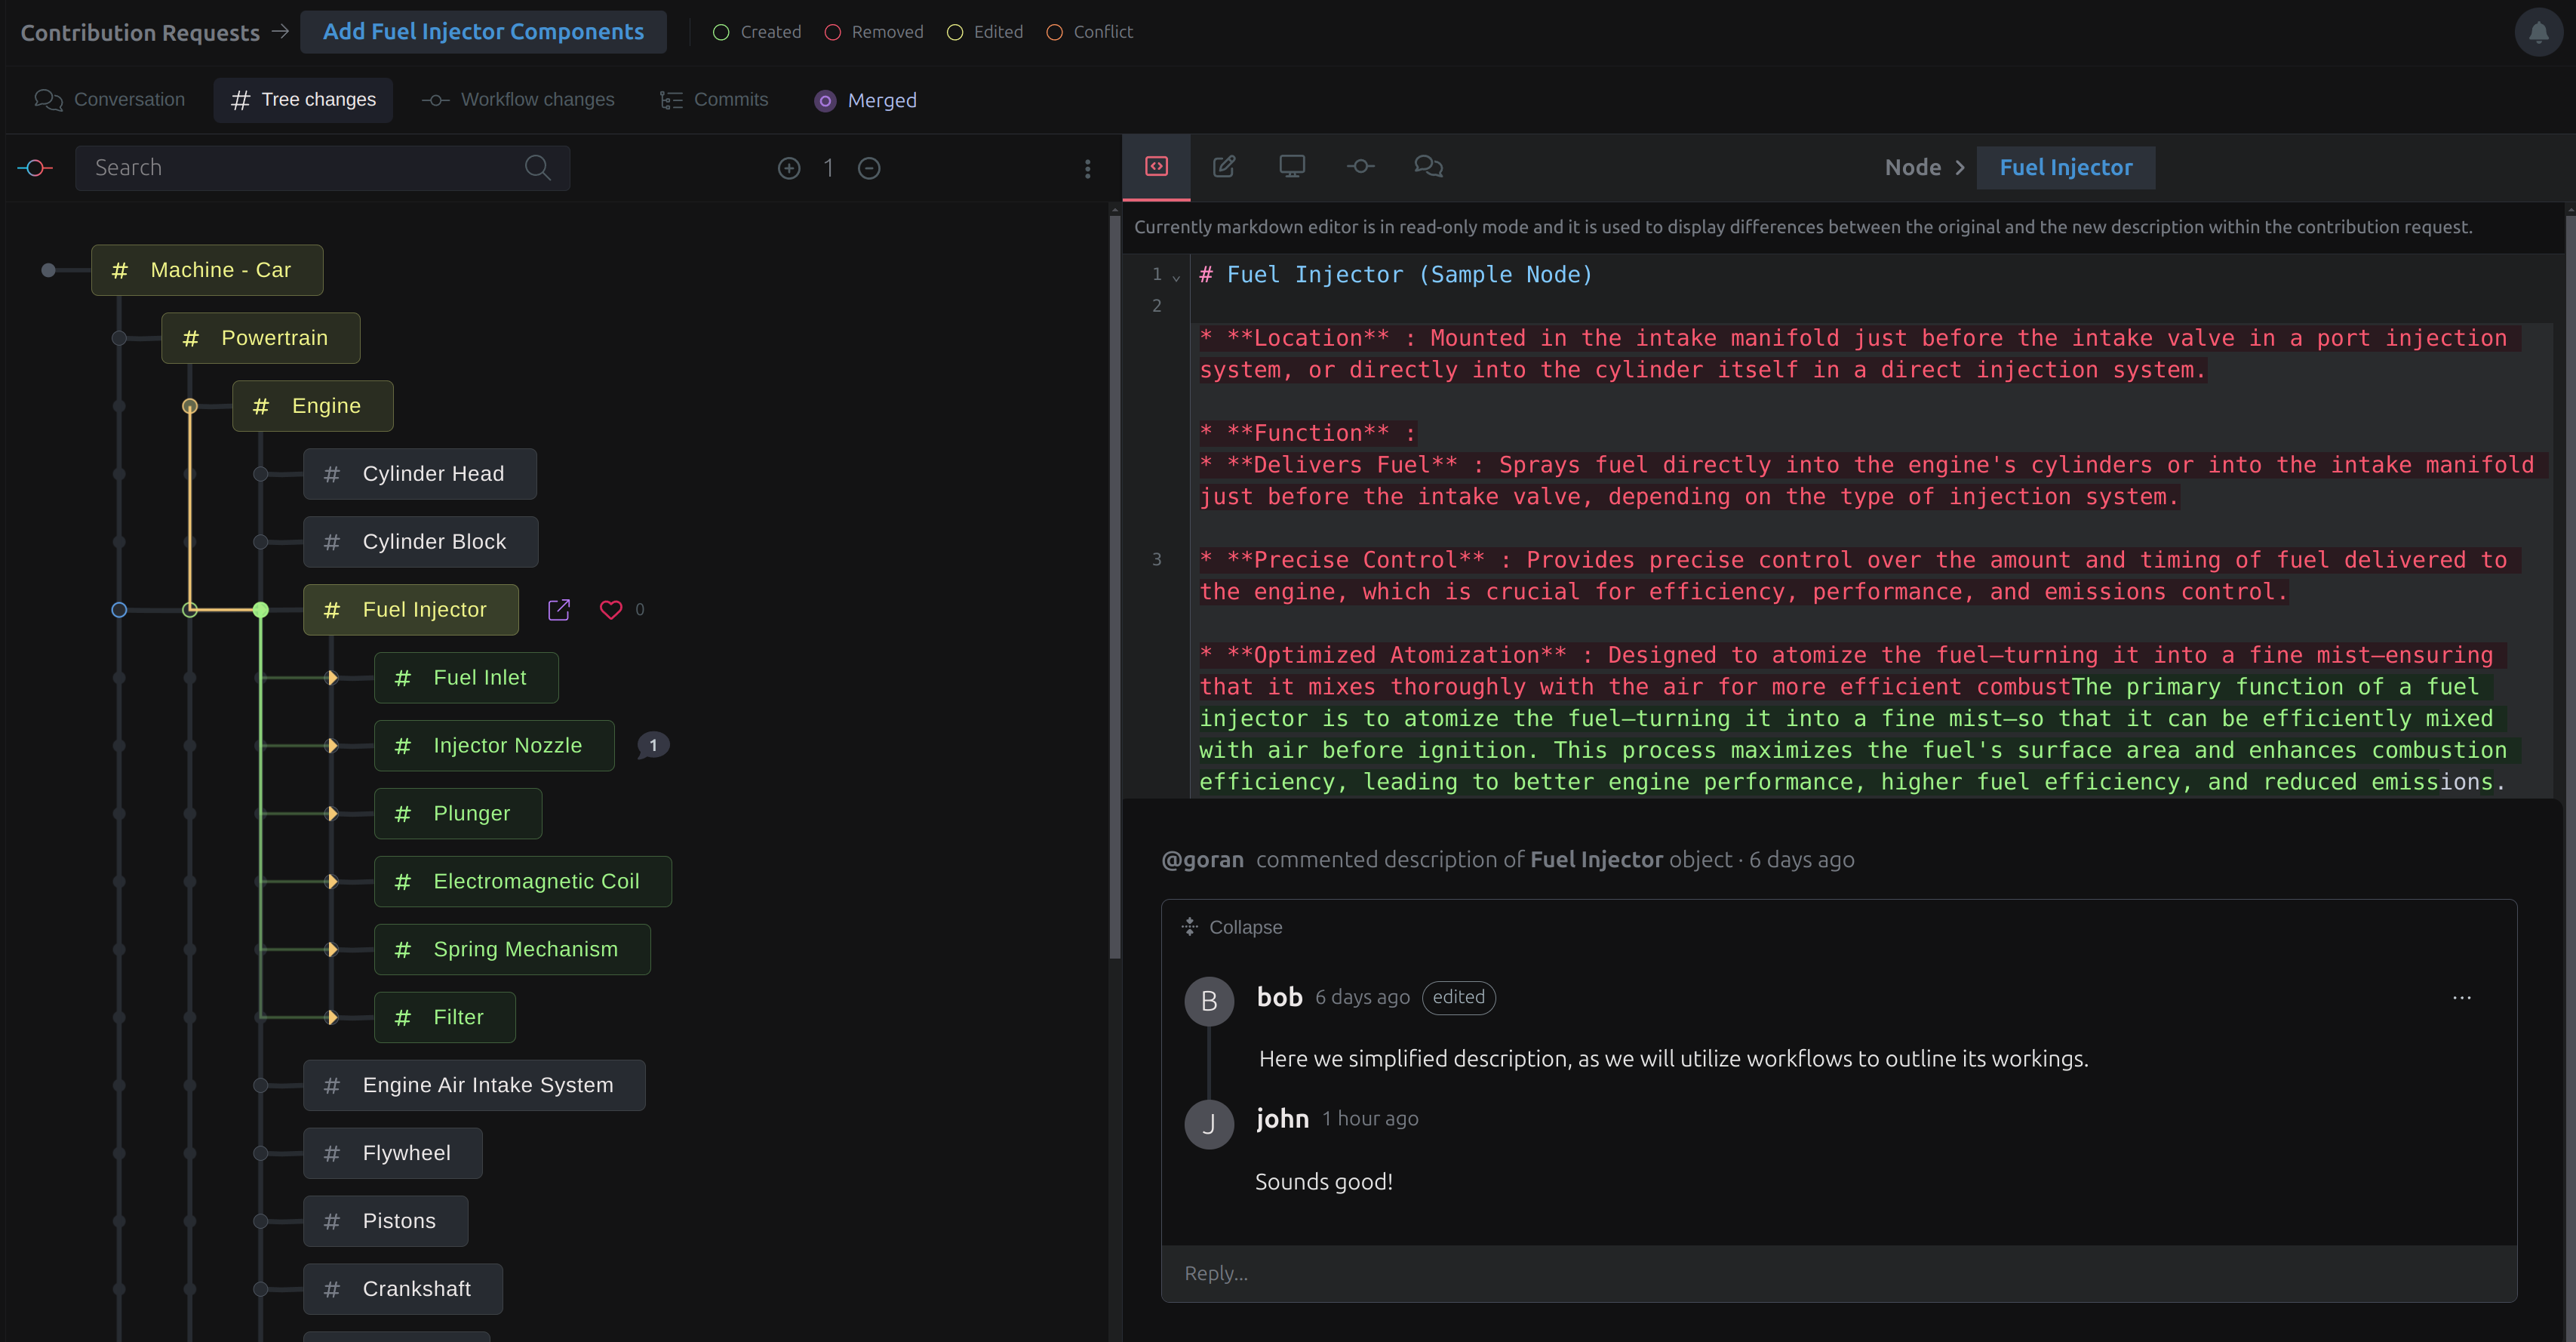 Contribution Requests → Add Fuel Injector Components
Created Removed Edited Conflict
Conversation Tree changes Workflow changes Commits Merged
Search
1
Node > Fuel Injector
Currently markdown editor is in read-only mode and it is used to display differences between the original and the new description within the contribution request.
# Machine - Car
# Powertrain
# Engine
# Cylinder Head
# Cylinder Block
# Fuel Injector 0
# Fuel Inlet
# Injector Nozzle 1
# Plunger
# Electromagnetic Coil
# Spring Mechanism
# Filter
# Engine Air Intake System
# Flywheel
# Pistons
# Crankshaft
1 # Fuel Injector (Sample Node)
2
* **Location** : Mounted in the intake manifold just before the intake valve in a port injection
system, or directly into the cylinder itself in a direct injection system.
* **Function** :
* **Delivers Fuel** : Sprays fuel directly into the engine's cylinders or into the intake manifold
just before the intake valve, depending on the type of injection system.
3 * **Precise Control** : Provides precise control over the amount and timing of fuel delivered to
the engine, which is crucial for efficiency, performance, and emissions control.
* **Optimized Atomization** : Designed to atomize the fuel—turning it into a fine mist—ensuring
that it mixes thoroughly with the air for more efficient combustThe primary function of a fuel
injector is to atomize the fuel—turning it into a fine mist—so that it can be efficiently mixed
with air before ignition. This process maximizes the fuel's surface area and enhances combustion
efficiency, leading to better engine performance, higher fuel efficiency, and reduced emissions.
@goran commented description of Fuel Injector object · 6 days ago
Collapse
B bob 6 days ago edited ...
Here we simplified description, as we will utilize workflows to outline its workings.
J john 1 hour ago
Sounds good!
Reply...